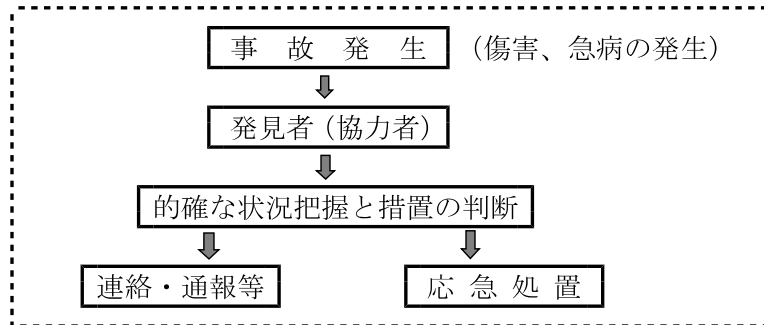 事故発生 (傷害、急病の発生)
発見者(協力者)
的確な状況把握と措置の判断
連絡・通報等 応急処置